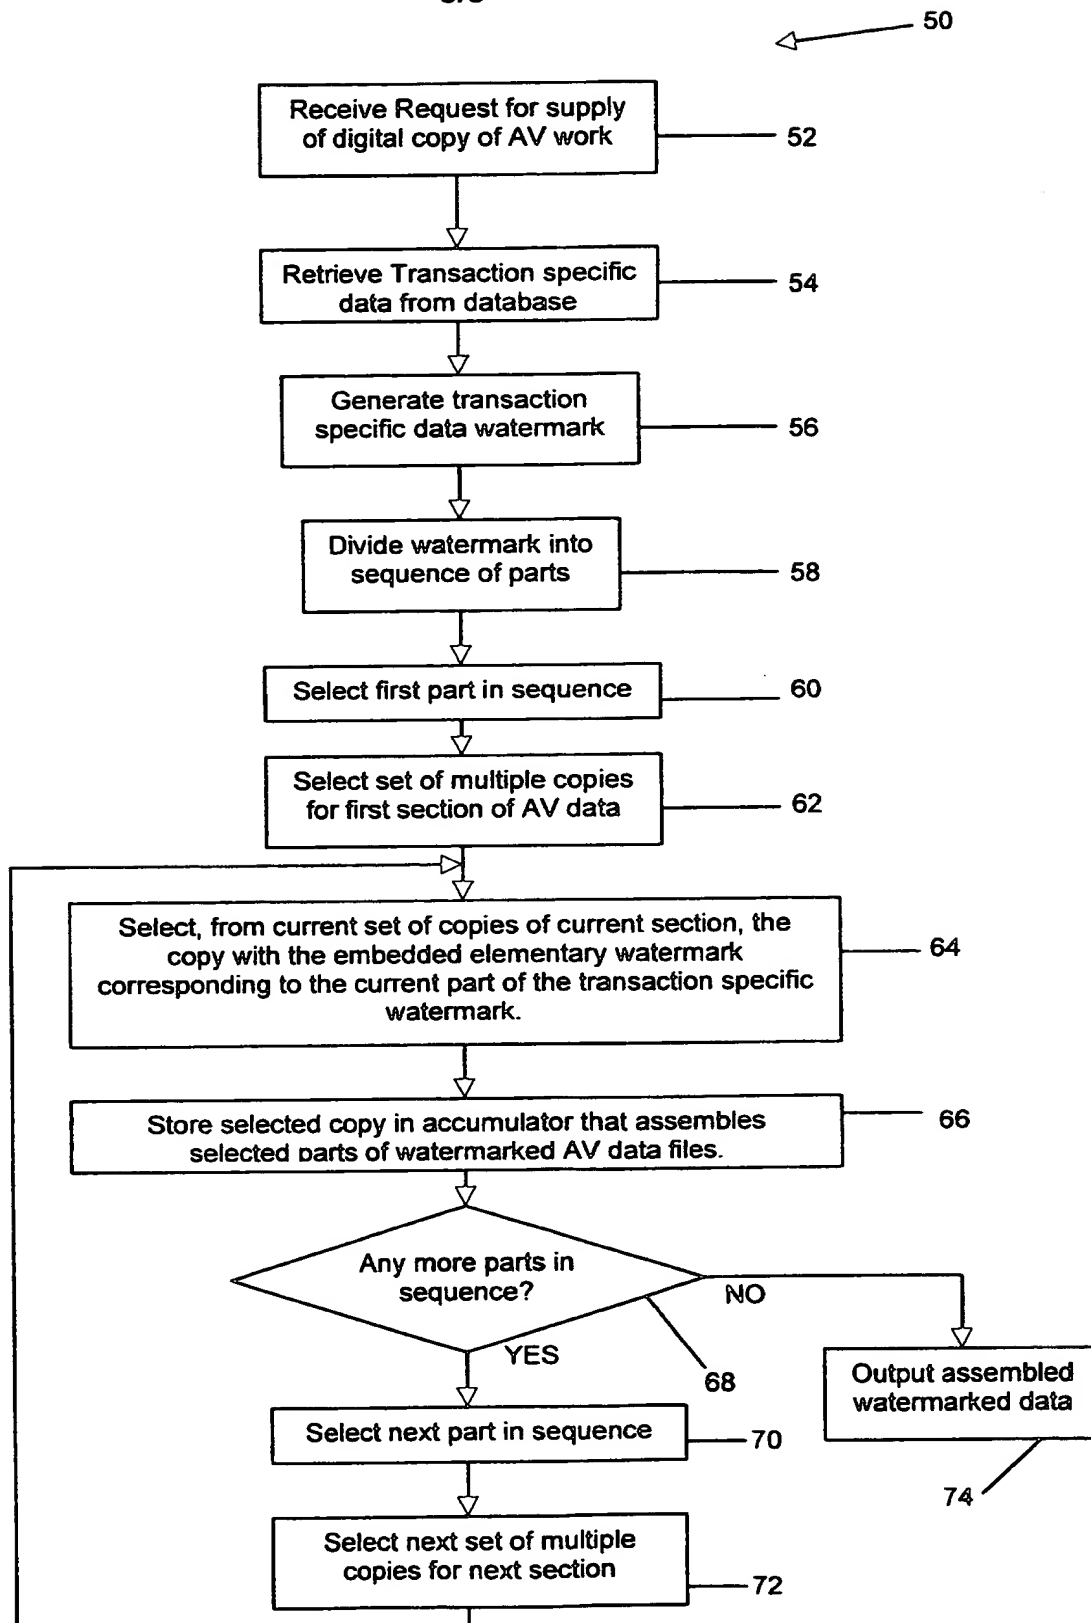 50
Receive Request for supply
of digital copy of AV work
52
Retrieve Transaction specific
data from database
54
Generate transaction
specific data watermark
56
Divide watermark into
sequence of parts
58
Select first part in sequence
60
Select set of multiple copies
for first section of AV data
62
Select, from current set of copies of current section, the
copy with the embedded elementary watermark
corresponding to the current part of the transaction specific
watermark.
64
Store selected copy in accumulator that assembles
selected parts of watermarked AV data files.
66
Any more parts in
sequence?
NO
YES
68
Output assembled
watermarked data
74
Select next part in sequence
70
Select next set of multiple
copies for next section
72